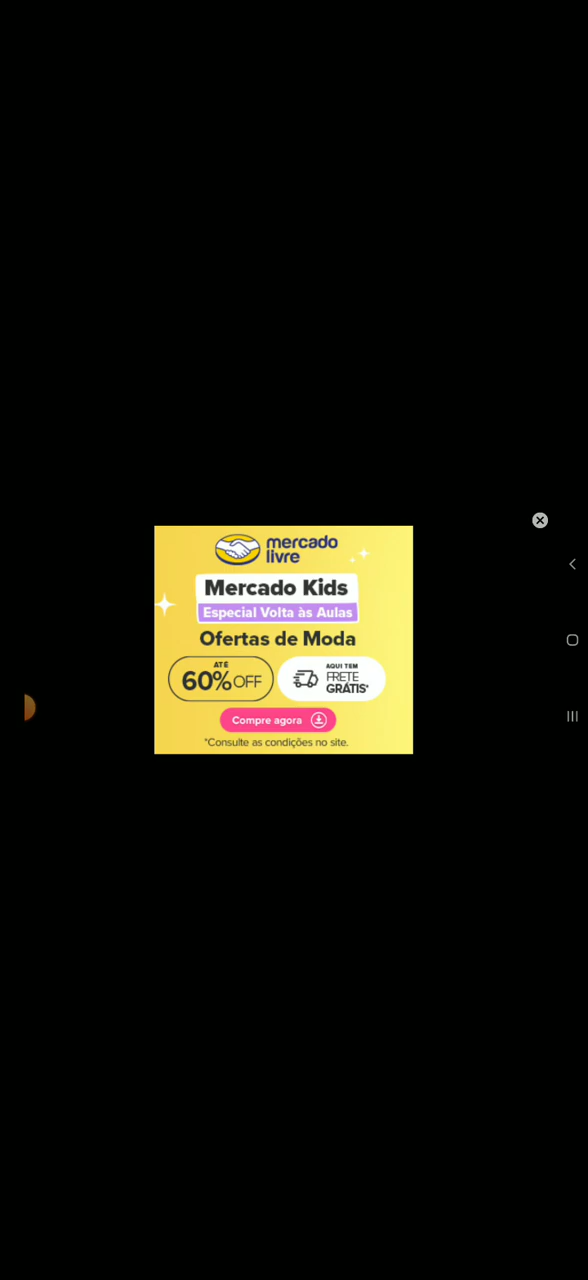 mercado
livre
Mercado Kids
Especial Volta às Aulas
Ofertas de Moda
ATÉ
60% OFF
AQUI TEM
FRETE
GRÁTIS*
Compre agora
*Consulte as condições no site.